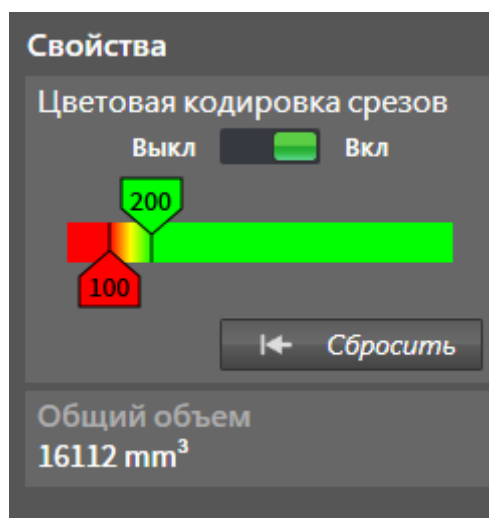 Свойства
Цветовая кодировка срезов
Выкл Вкл
200
100
Сбросить
Общий объем
16112 mm³